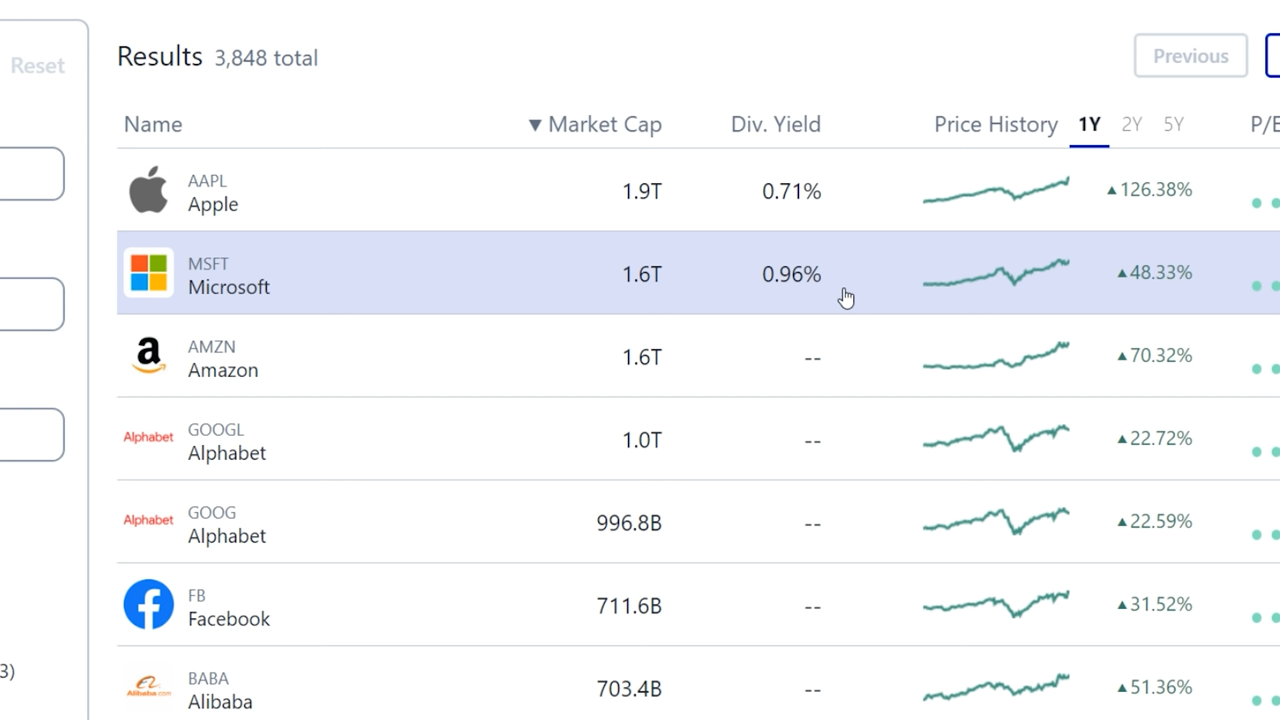 Reset
Results 3,848 total
Previous
Name ▼ Market Cap Div. Yield Price History 1Y 2Y 5Y P/E
AAPL
Apple 1.9T 0.71% ▲126.38%
MSFT
Microsoft 1.6T 0.96% ▲48.33%
a
AMZN
Amazon 1.6T -- ▲70.32%
Alphabet
GOOGL
Alphabet 1.0T -- ▲22.72%
Alphabet
GOOG
Alphabet 996.8B -- ▲22.59%
f
FB
Facebook 711.6B -- ▲31.52%
3)
Alibaba.com
BABA
Alibaba 703.4B -- ▲51.36%